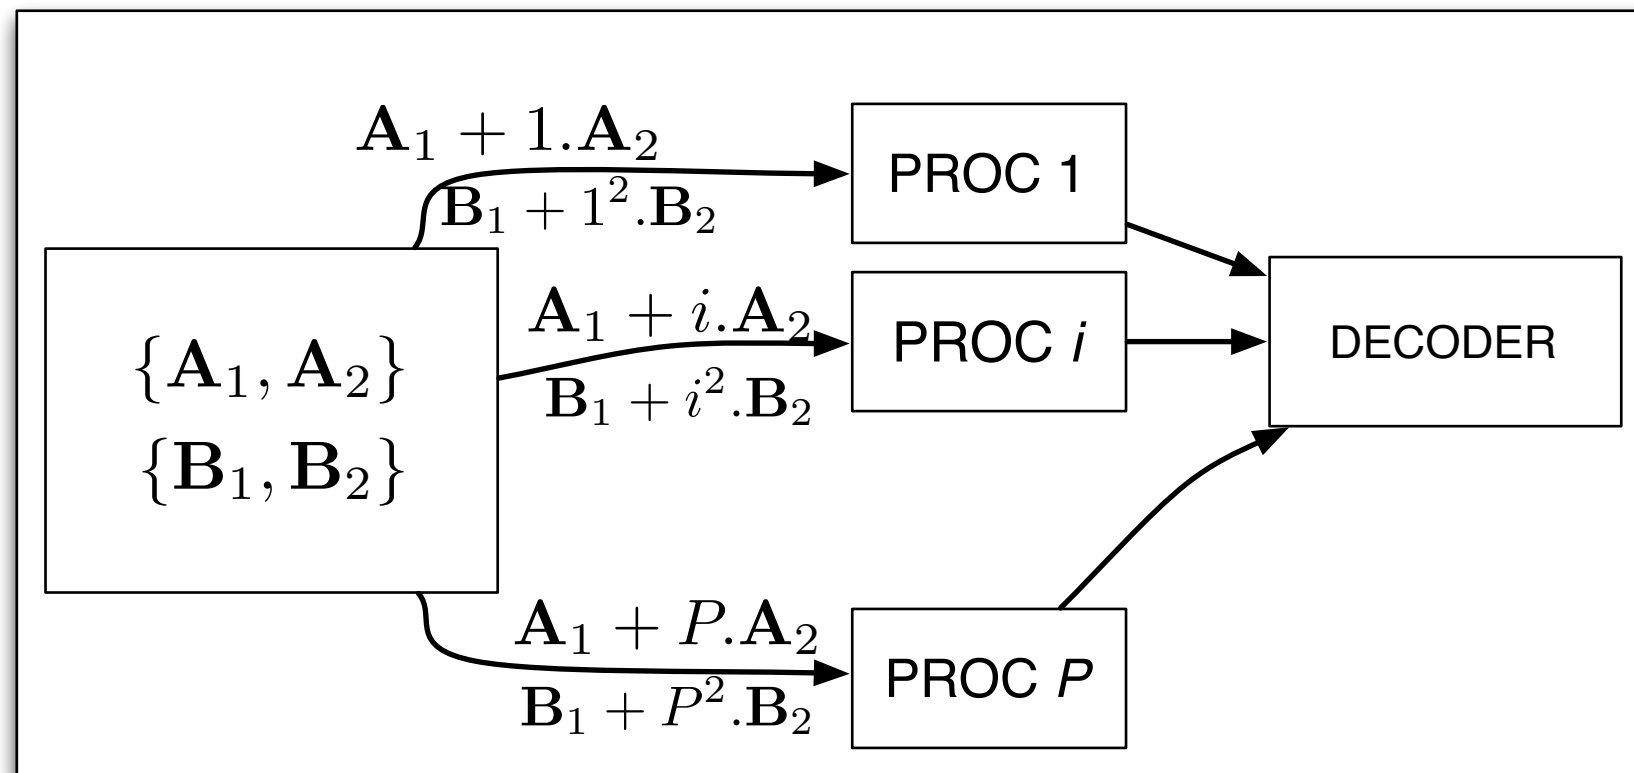 A₁ + 1.A₂
B₁ + 1².B₂
PROC 1
{A₁, A₂}
{B₁, B₂}
A₁ + i.A₂
B₁ + i².B₂
PROC i
DECODER
A₁ + P.A₂
B₁ + P².B₂
PROC P